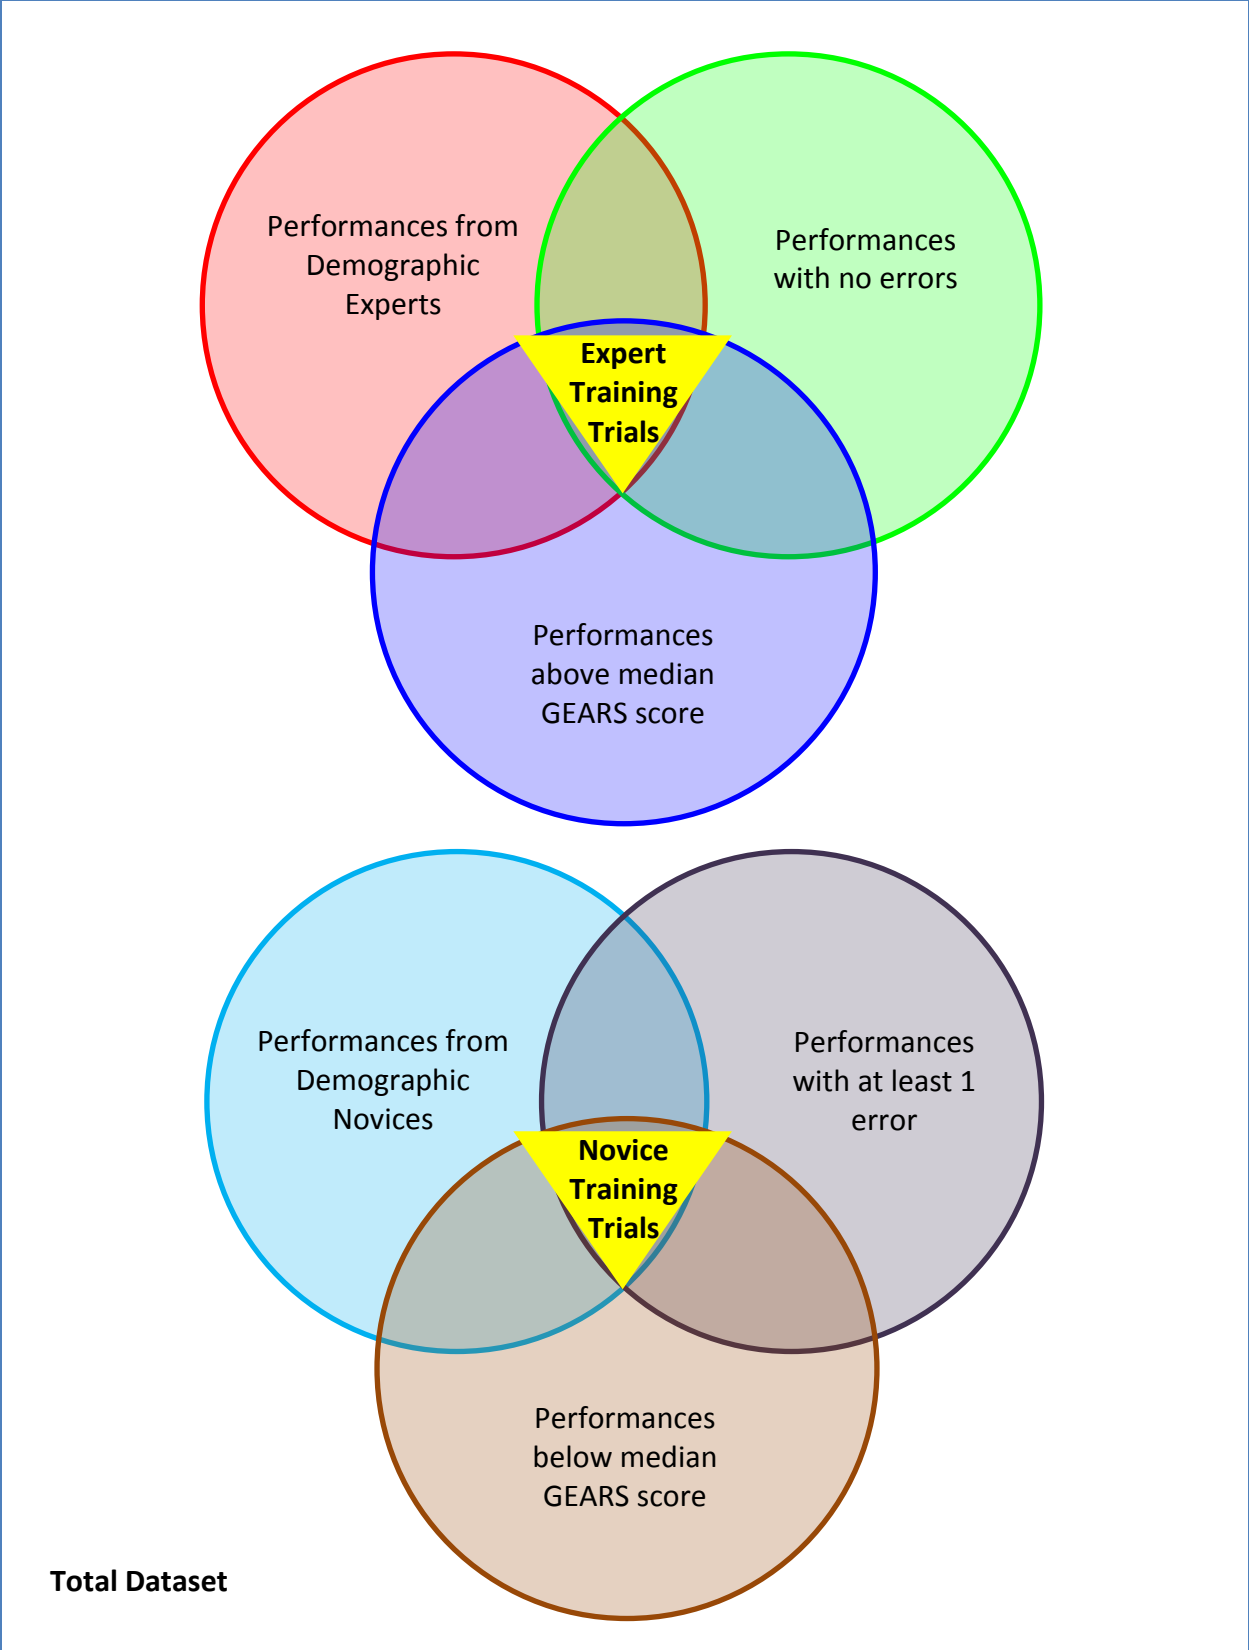 Performances from
Demographic
Experts
Performances
with no errors
Expert
Training
Trials
Performances
above median
GEARS score
Performances from
Demographic
Novices
Performances
with at least 1
error
Novice
Training
Trials
Performances
below median
GEARS score
Total Dataset